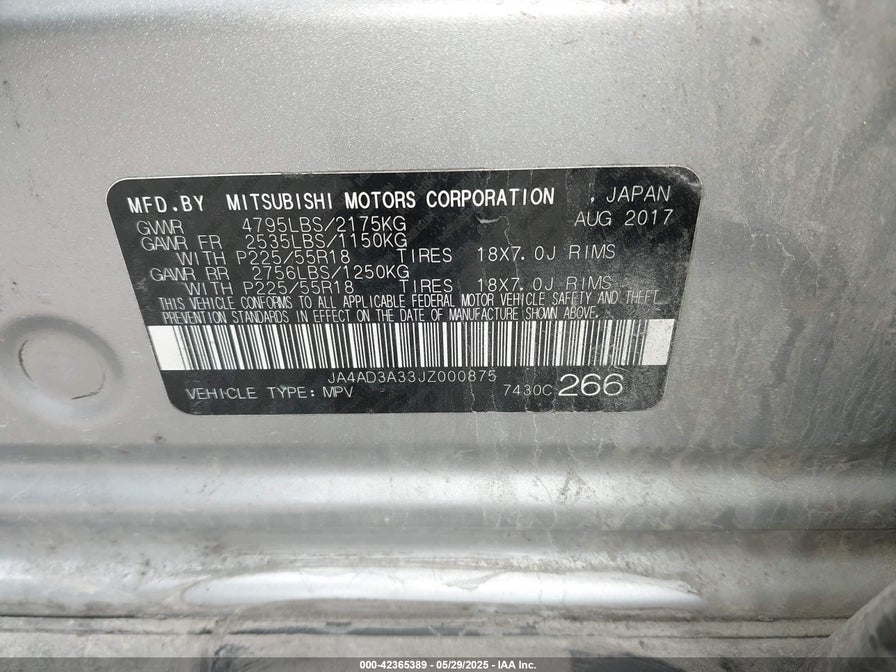 MFD.BY MITSUBISHI MOTORS CORPORATION , JAPAN
GVWR 4795LBS/2175KG AUG 2017
GAWR FR 2535LBS/1150KG
WITH P225/55R18 TIRES 18X7.0J RIMS
GAWR RR 2756LBS/1250KG
WITH P225/55R18 TIRES 18X7.0J RIMS
THIS VEHICLE CONFORMS TO ALL APPLICABLE FEDERAL MOTOR VEHICLE SAFETY AND THEFT
PREVENTION STANDARDS IN EFFECT ON THE DATE OF MANUFACTURE SHOWN ABOVE.
JA4AD3A33JZ000875
VEHICLE TYPE: MPV 7430C 266
000-42365389 - 05/29/2025 - IAA Inc.